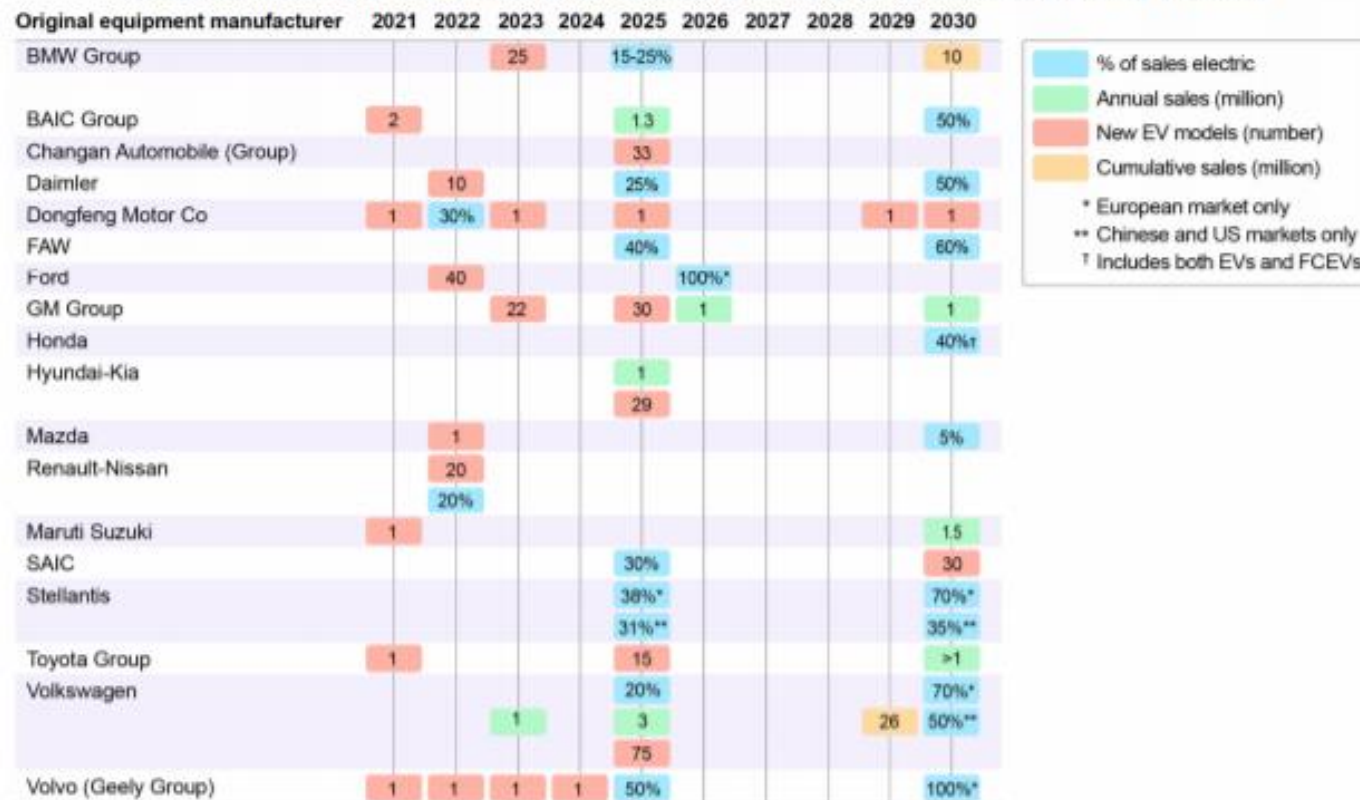 Original equipment manufacturer 2021 2022 2023 2024 2025 2026 2027 2028 2029 2030
BMW Group 25 15-25% 10
BAIC Group 2 1.3 50%
Changan Automobile (Group) 33
Daimler 10 25% 50%
Dongfeng Motor Co 1 30% 1 1 1 1
FAW 40% 60%
Ford 40 100%*
GM Group 22 30 1 1
Honda 40%т
Hyundai-Kia 1
29
Mazda 1 5%
Renault-Nissan 20
20%
Maruti Suzuki 1 1.5
SAIC 30% 30
Stellantis 38%* 70%*
31%** 35%**
Toyota Group 1 15 >1
Volkswagen 20% 70%*
1 3 26 50%**
75
Volvo (Geely Group) 1 1 1 1 50% 100%*
% of sales electric
Annual sales (million)
New EV models (number)
Cumulative sales (million)
* European market only
** Chinese and US markets only
т Includes both EVs and FCEVs